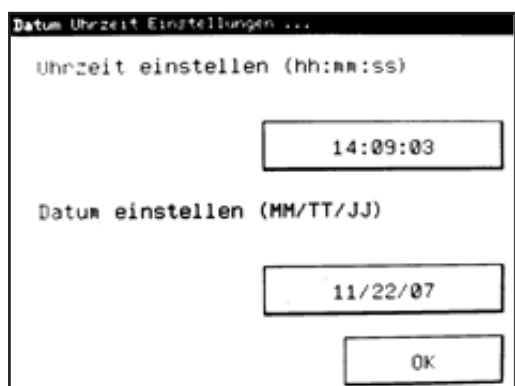 Datum Uhrzeit Einstellungen ...
Uhrzeit einstellen (hh:mm:ss)
14:09:03
Datum einstellen (MM/TT/JJ)
11/22/07
OK